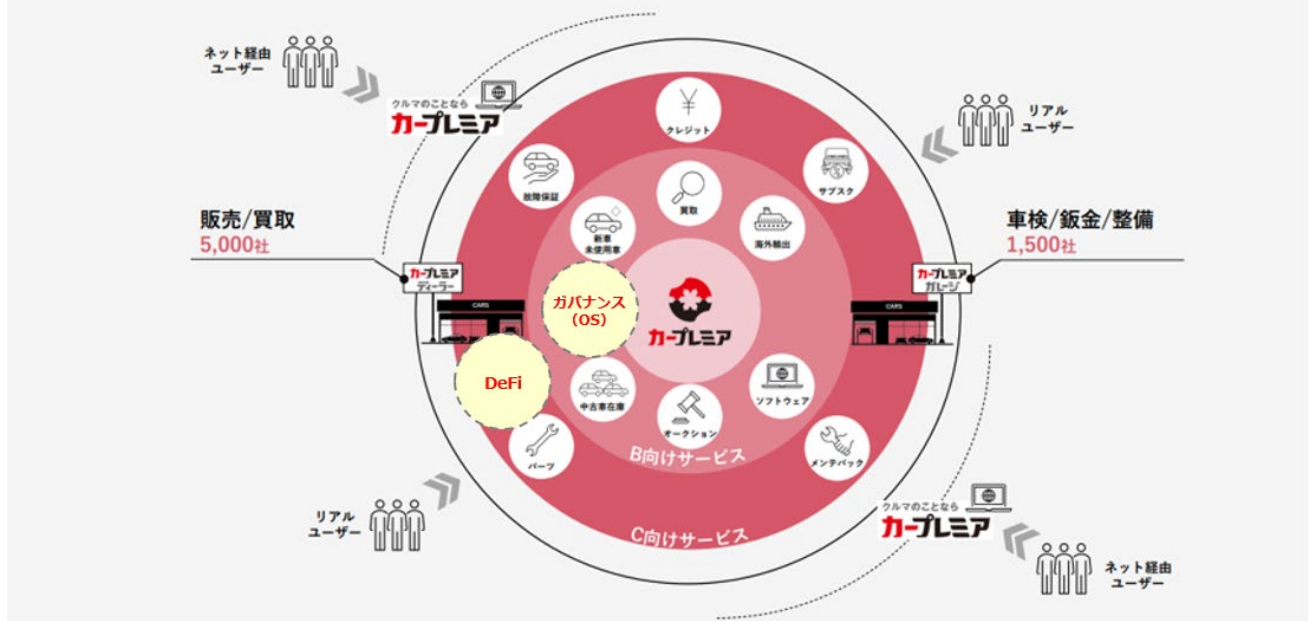 ネット経由
ユーザー
クルマのことなら
カープレミア
¥
クレジット
リアル
ユーザー
故障保証
サブスク
買取
新車
未使用車
海外輸出
販売/買取
5,000社
車検/鈑金/整備
1,500社
カープレミア
ディーラー
カープレミア
ガレージ
CARS
ガバナンス
(OS)
カープレミア
CARS
DeFi
中古車在庫
ソフトウェア
オークション
B向けサービス
パーツ
メンテパック
C向けサービス
リアル
ユーザー
クルマのことなら
カープレミア
ネット経由
ユーザー